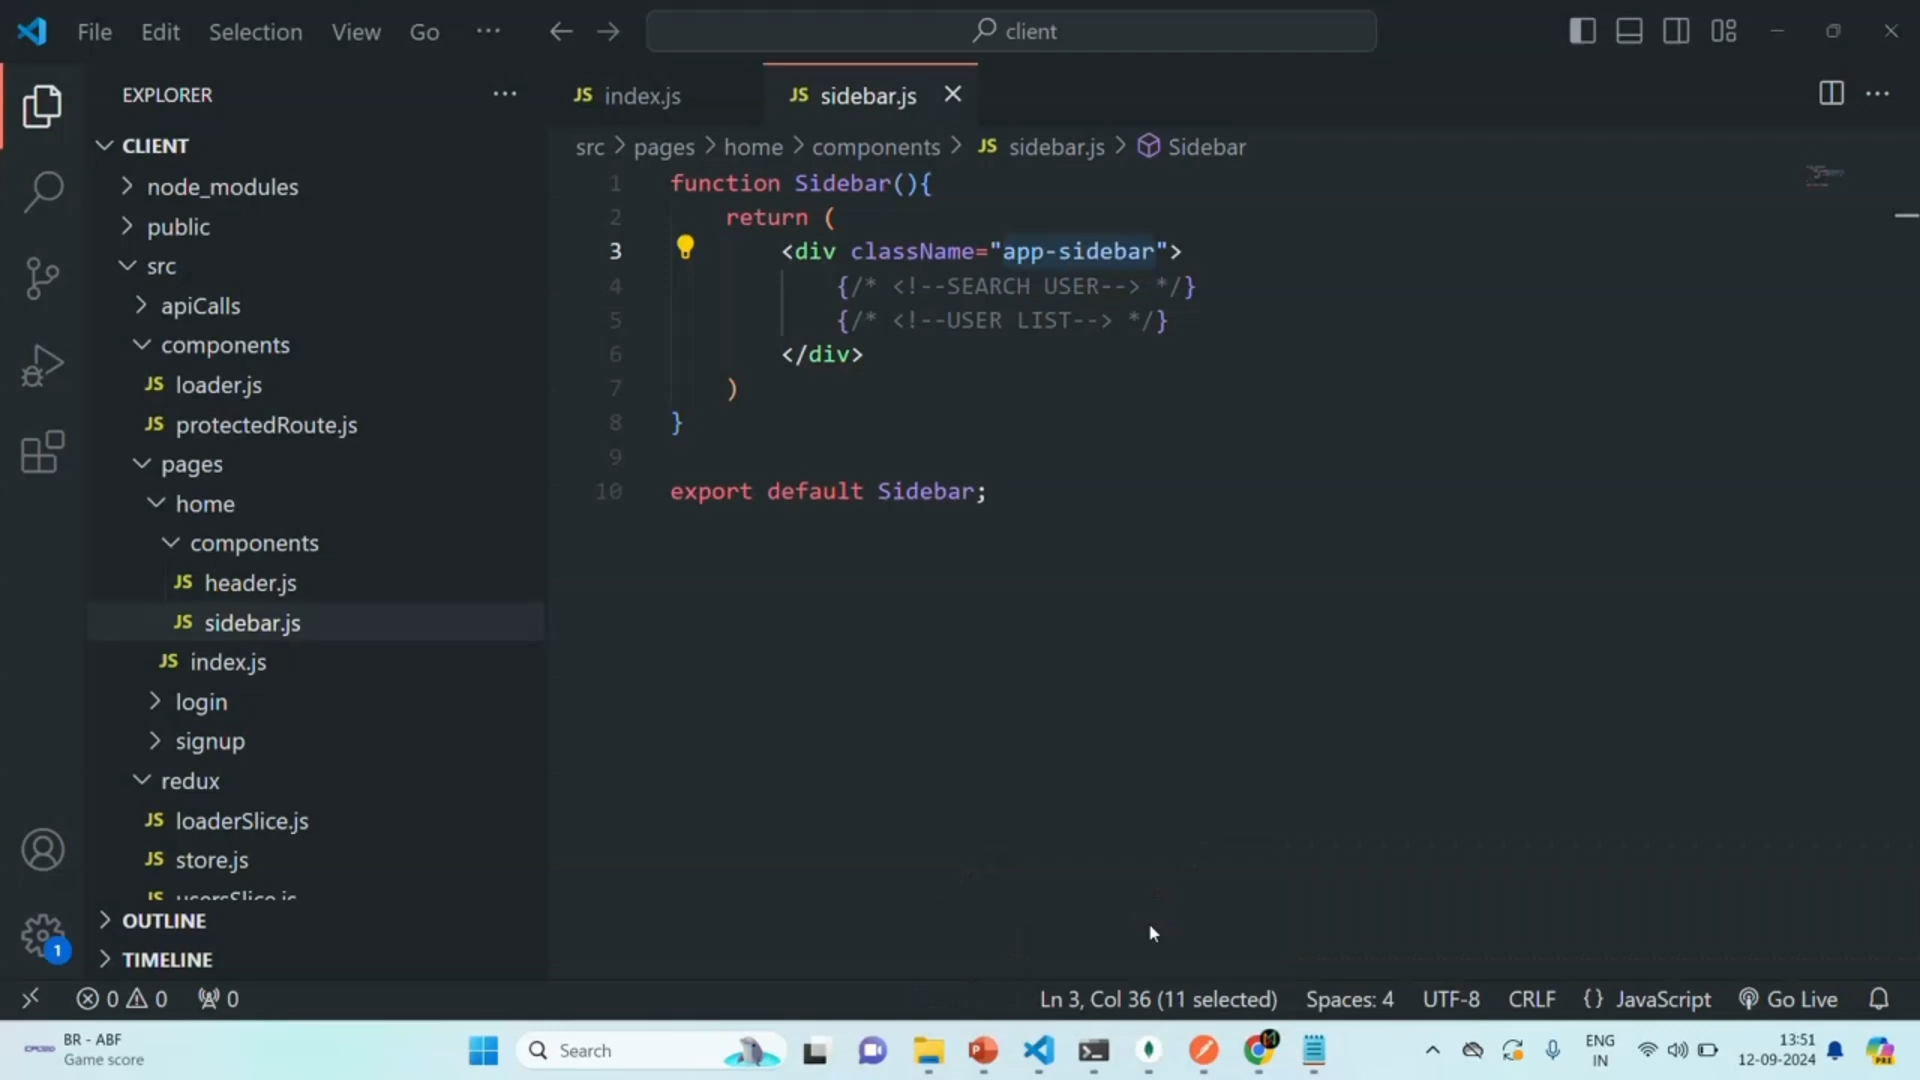 File Edit Selection View Go ··· client
EXPLORER ···
CLIENT
node_modules
public
src
apiCalls
components
JS loader.js
JS protectedRoute.js
pages
home
components
JS header.js
JS sidebar.js
JS index.js
login
signup
redux
JS loaderSlice.js
JS store.js
JS usersSlice.js
OUTLINE
TIMELINE
JS index.js
JS sidebar.js
src > pages > home > components > JS sidebar.js > Sidebar
1 function Sidebar(){
2 return (
3 <div className="app-sidebar">
4 {/* <!--SEARCH USER--> */}
5 {/* <!--USER LIST--> */}
6 </div>
7 )
8 }
9
10 export default Sidebar;
1
0 0 0
Ln 3, Col 36 (11 selected) Spaces: 4 UTF-8 CRLF {} JavaScript Go Live
BR - ABF
Game score
Search
ENG
IN
13:51
12-09-2024
PRE